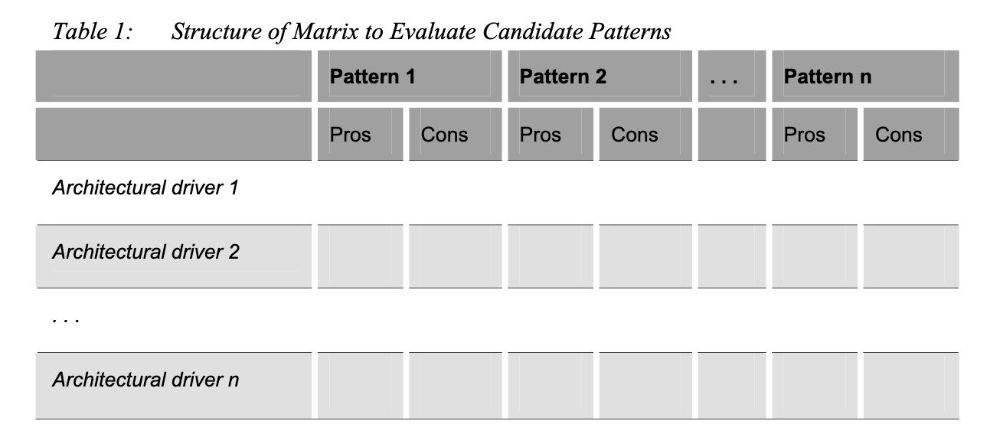 Table 1: Structure of Matrix to Evaluate Candidate Patterns
Pattern 1 Pattern 2 . . . Pattern n
Pros Cons Pros Cons Pros Cons
Architectural driver 1
Architectural driver 2
. . .
Architectural driver n